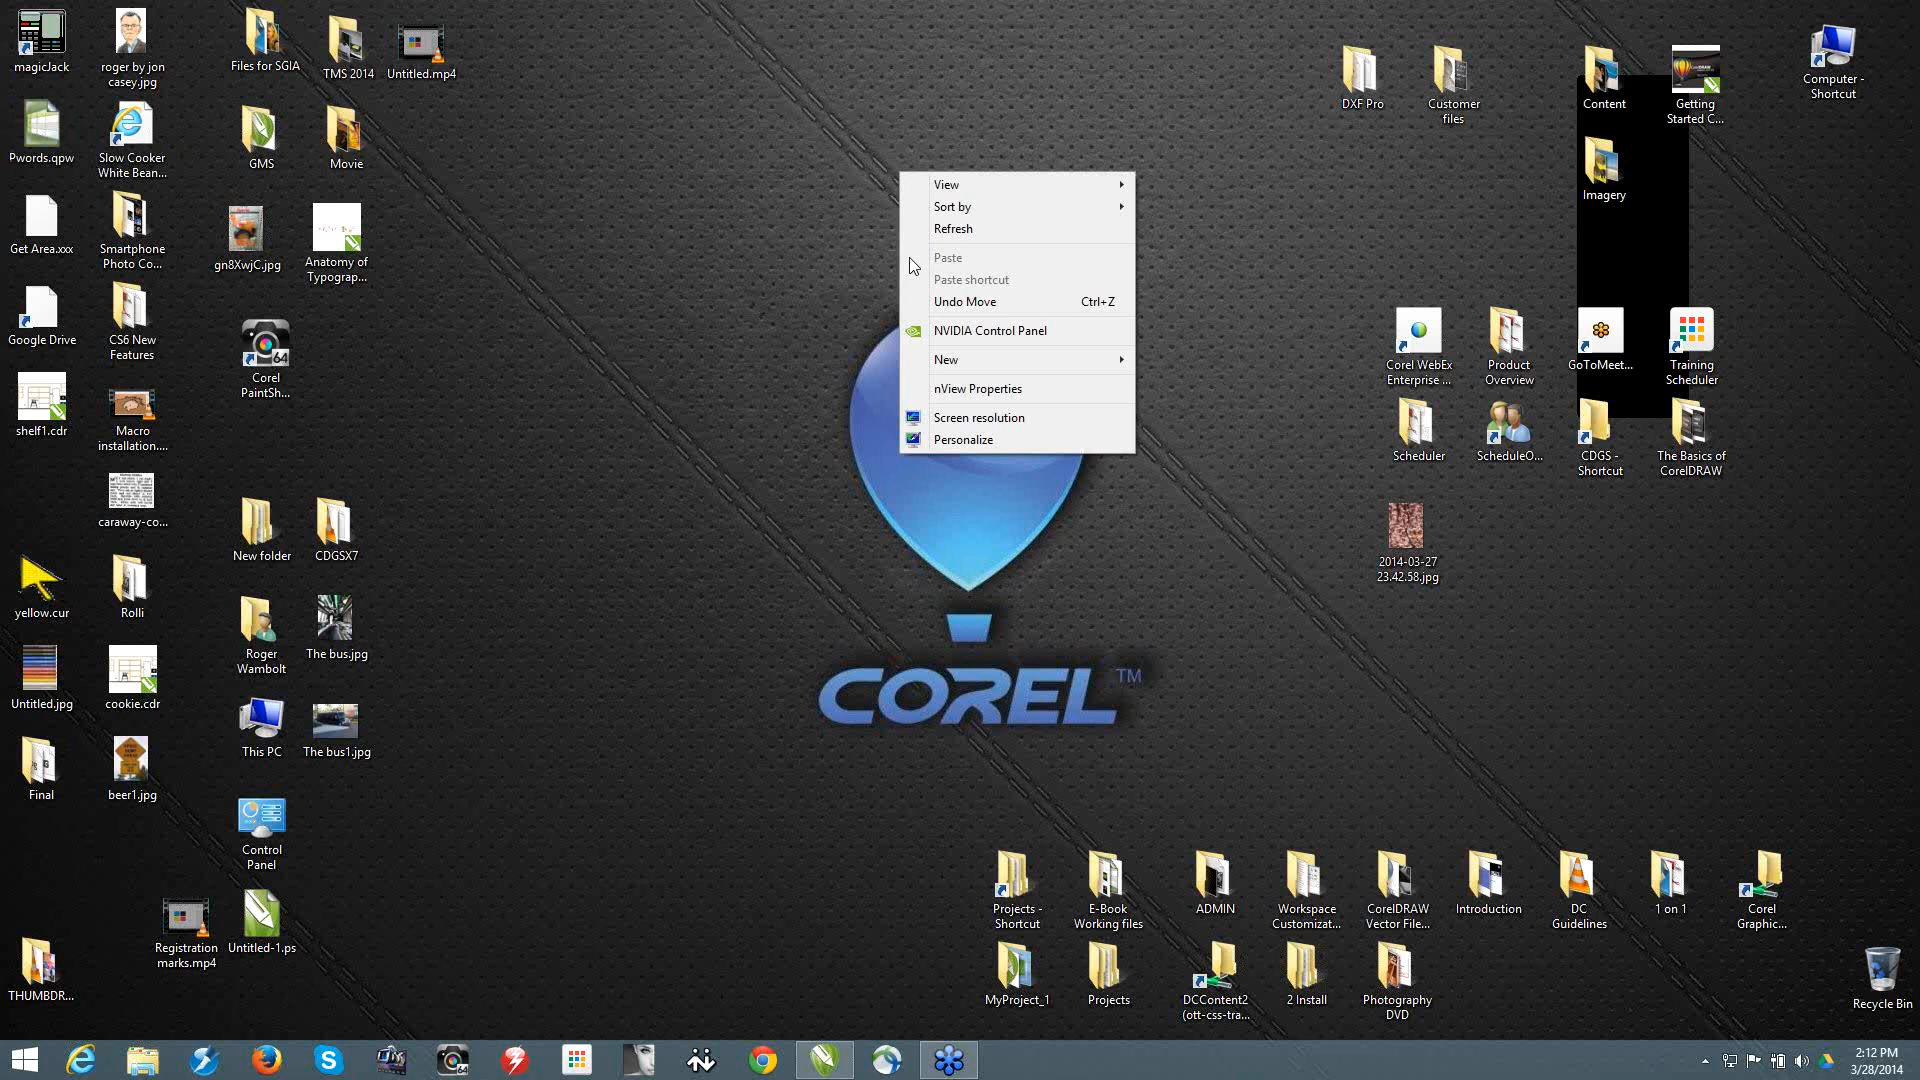 magicJack
roger by jon
casey.jpg
Files for SGIA
TMS 2014
Untitled.mp4
DXF Pro
Customer
files
Content
Getting
Started C...
Computer -
Shortcut
Pwords.qpw
Slow Cooker
White Bean...
GMS
Movie
Imagery
Get Area.xxx
Smartphone
Photo Co...
gn8XwjC.jpg
Anatomy of
Typograp...
View
Sort by
Refresh
Paste
Paste shortcut
Undo Move Ctrl+Z
NVIDIA Control Panel
New
nView Properties
Screen resolution
Personalize
Google Drive
CS6 New
Features
64
Corel
PaintSh...
Corel WebEx
Enterprise ...
Product
Overview
GoToMeet...
Training
Scheduler
shelf1.cdr
Macro
installation....
Scheduler
ScheduleO...
CDGS -
Shortcut
The Basics of
CorelDRAW
caraway-co...
New folder
CDGSX7
2014-03-27
23.42.58.jpg
yellow.cur
Rolli
Roger
Wambolt
The bus.jpg
Untitled.jpg
cookie.cdr
COREL™
This PC
The bus1.jpg
Final
beer1.jpg
Control
Panel
Projects -
Shortcut
E-Book
Working files
ADMIN
Workspace
Customizat...
CorelDRAW
Vector File...
Introduction
DC
Guidelines
1 on 1
Corel
Graphic...
Registration
marks.mp4
Untitled-1.ps
THUMBDR...
MyProject_1
Projects
DCContent2
(ott-css-tra...
2 Install
Photography
DVD
Recycle Bin
64
2:12 PM
3/28/2014